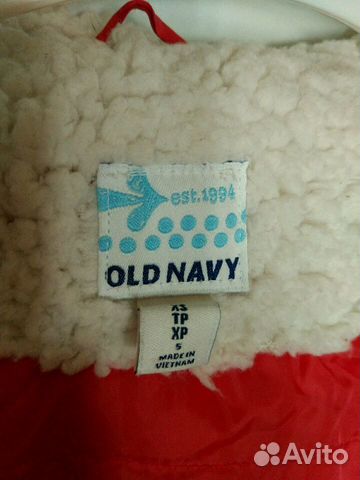 est.1994
OLD NAVY
XS
TP
XP
5
MADE IN
VIETNAM
Avito